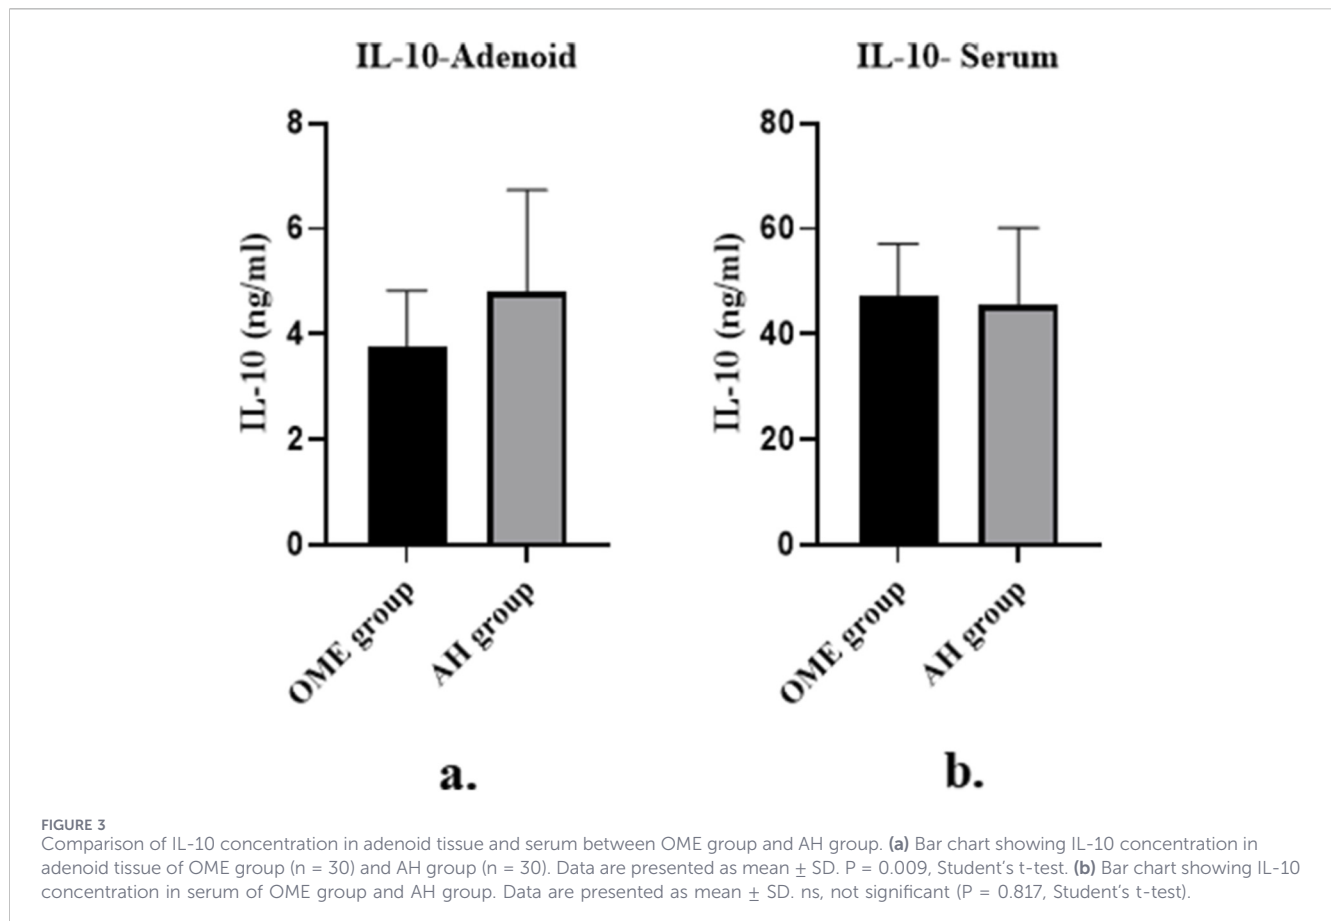 IL-10-Adenoid
IL-10 (ng/ml)
8
6
4
2
0
OME group
AH group
a.
IL-10- Serum
IL-10 (ng/ml)
80
60
40
20
0
OME group
AH group
b.
FIGURE 3
Comparison of IL-10 concentration in adenoid tissue and serum between OME group and AH group. (a) Bar chart showing IL-10 concentration in
adenoid tissue of OME group (n = 30) and AH group (n = 30). Data are presented as mean ± SD. P = 0.009, Student's t-test. (b) Bar chart showing IL-10
concentration in serum of OME group and AH group. Data are presented as mean ± SD. ns, not significant (P = 0.817, Student's t-test).